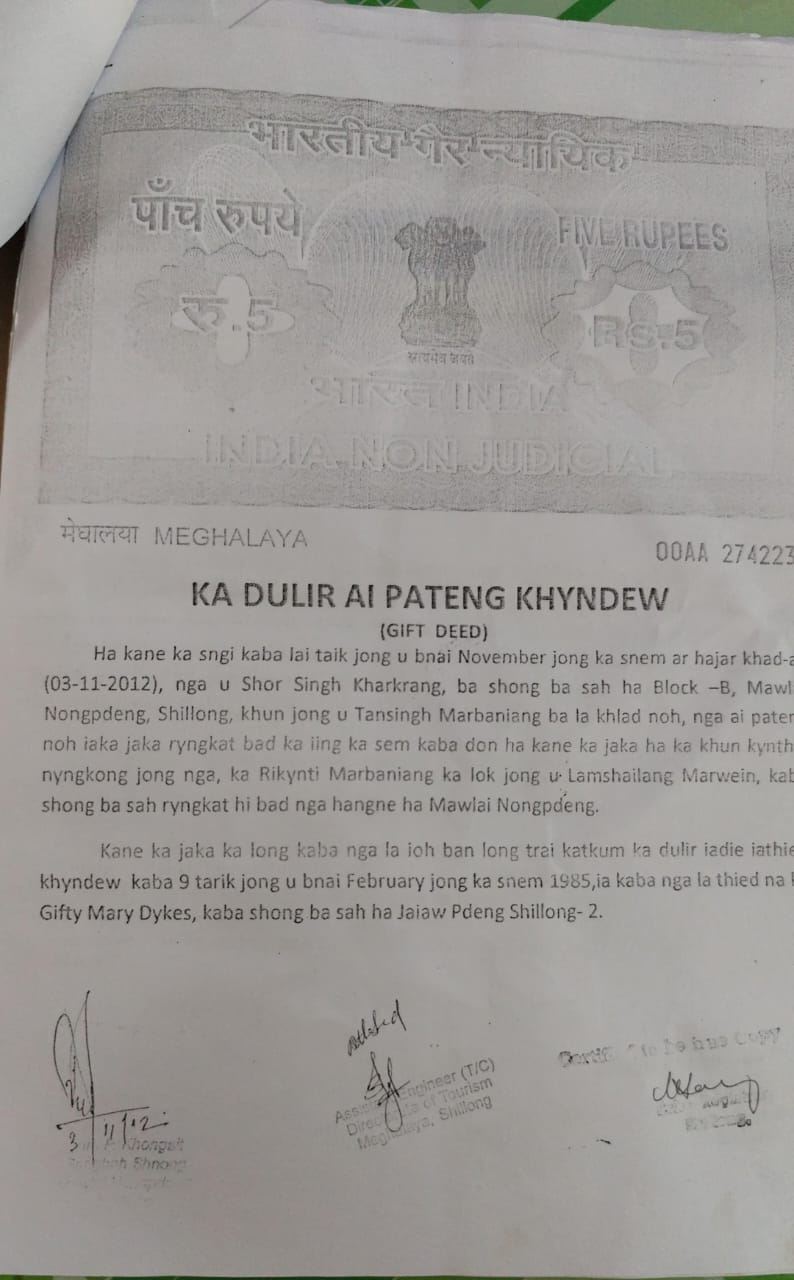 भारतीय गैर न्यायिक
पाँच रुपये
FIVE RUPEES
रु.5
Rs.5
सत्यमेव जयते
भारत INDIA
INDIA NON JUDICIAL
मेघालया MEGHALAYA
00AA 274223
KA DULIR AI PATENG KHYNDEW
(GIFT DEED)
Ha kane ka sngi kaba lai taik jong u bnai November jong ka snem ar hajar khad-a
(03-11-2012), nga u Shor Singh Kharkrang, ba shong ba sah ha Block –B, Mawl
Nongpdeng, Shillong, khun jong u Tansingh Marbaniang ba la khlad noh, nga ai pater
noh iaka jaka ryngkat bad ka iing ka sem kaba don ha kane ka jaka ha ka khun kynth
nyngkong jong nga, ka Rikynti Marbaniang ka lok jong u Lamshailang Marwein, kab
shong ba sah ryngkat hi bad nga hangne ha Mawlai Nongpdeng.
Kane ka jaka ka long kaba nga la ioh ban long trai katkum ka dulir iadie iathie
khyndew kaba 9 tarik jong u bnai February jong ka snem 1985,ia kaba nga la thied na
Gifty Mary Dykes, kaba shong ba sah ha Jaiaw Pdeng Shillong- 2.
3/11/12
Shnong
Engineer (T/C)
of Tourism
Meghalaya, Shillong
to be true Copy